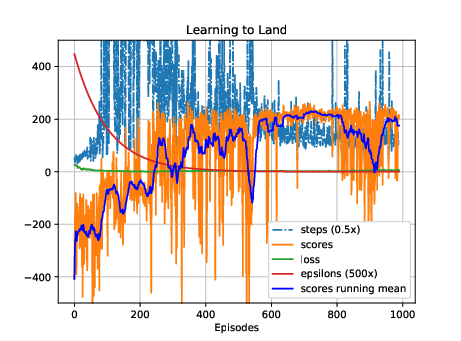 Learning to Land
400
200
0
−200
−400
steps (0.5x)
scores
loss
epsilons (500x)
scores running mean
0 200 400 600 800 1000
Episodes